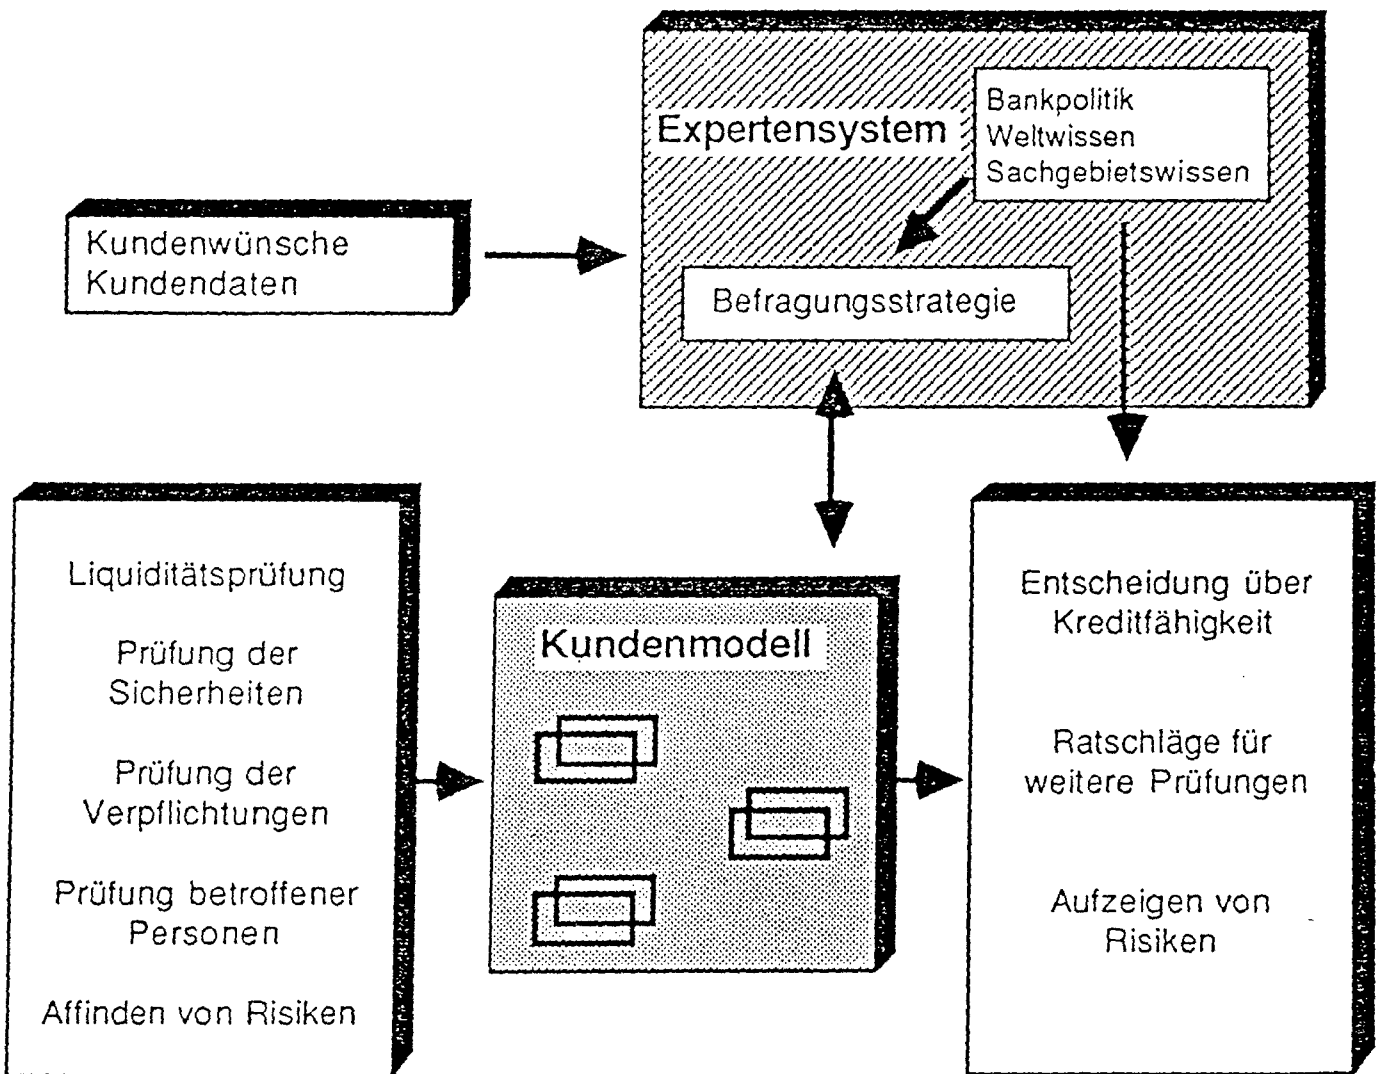 Expertensystem
Bankpolitik
Weltwissen
Sachgebietswissen
Kundenwünsche
Kundendaten
Befragungsstrategie
Liquiditätsprüfung
Prüfung der
Sicherheiten
Prüfung der
Verpflichtungen
Prüfung betroffener
Personen
Affinden von Risiken
Kundenmodell
Entscheidung über
Kreditfähigkeit
Ratschläge für
weitere Prüfungen
Aufzeigen von
Risiken